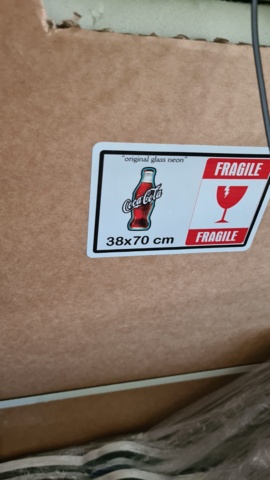 "original glass neon"
FRAGILE
Coca-Cola
38x70 cm
FRAGILE